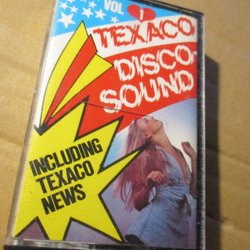 VOL 1
TEXACO
DISCO
SOUND
INCLUDING
TEXACO
NEWS